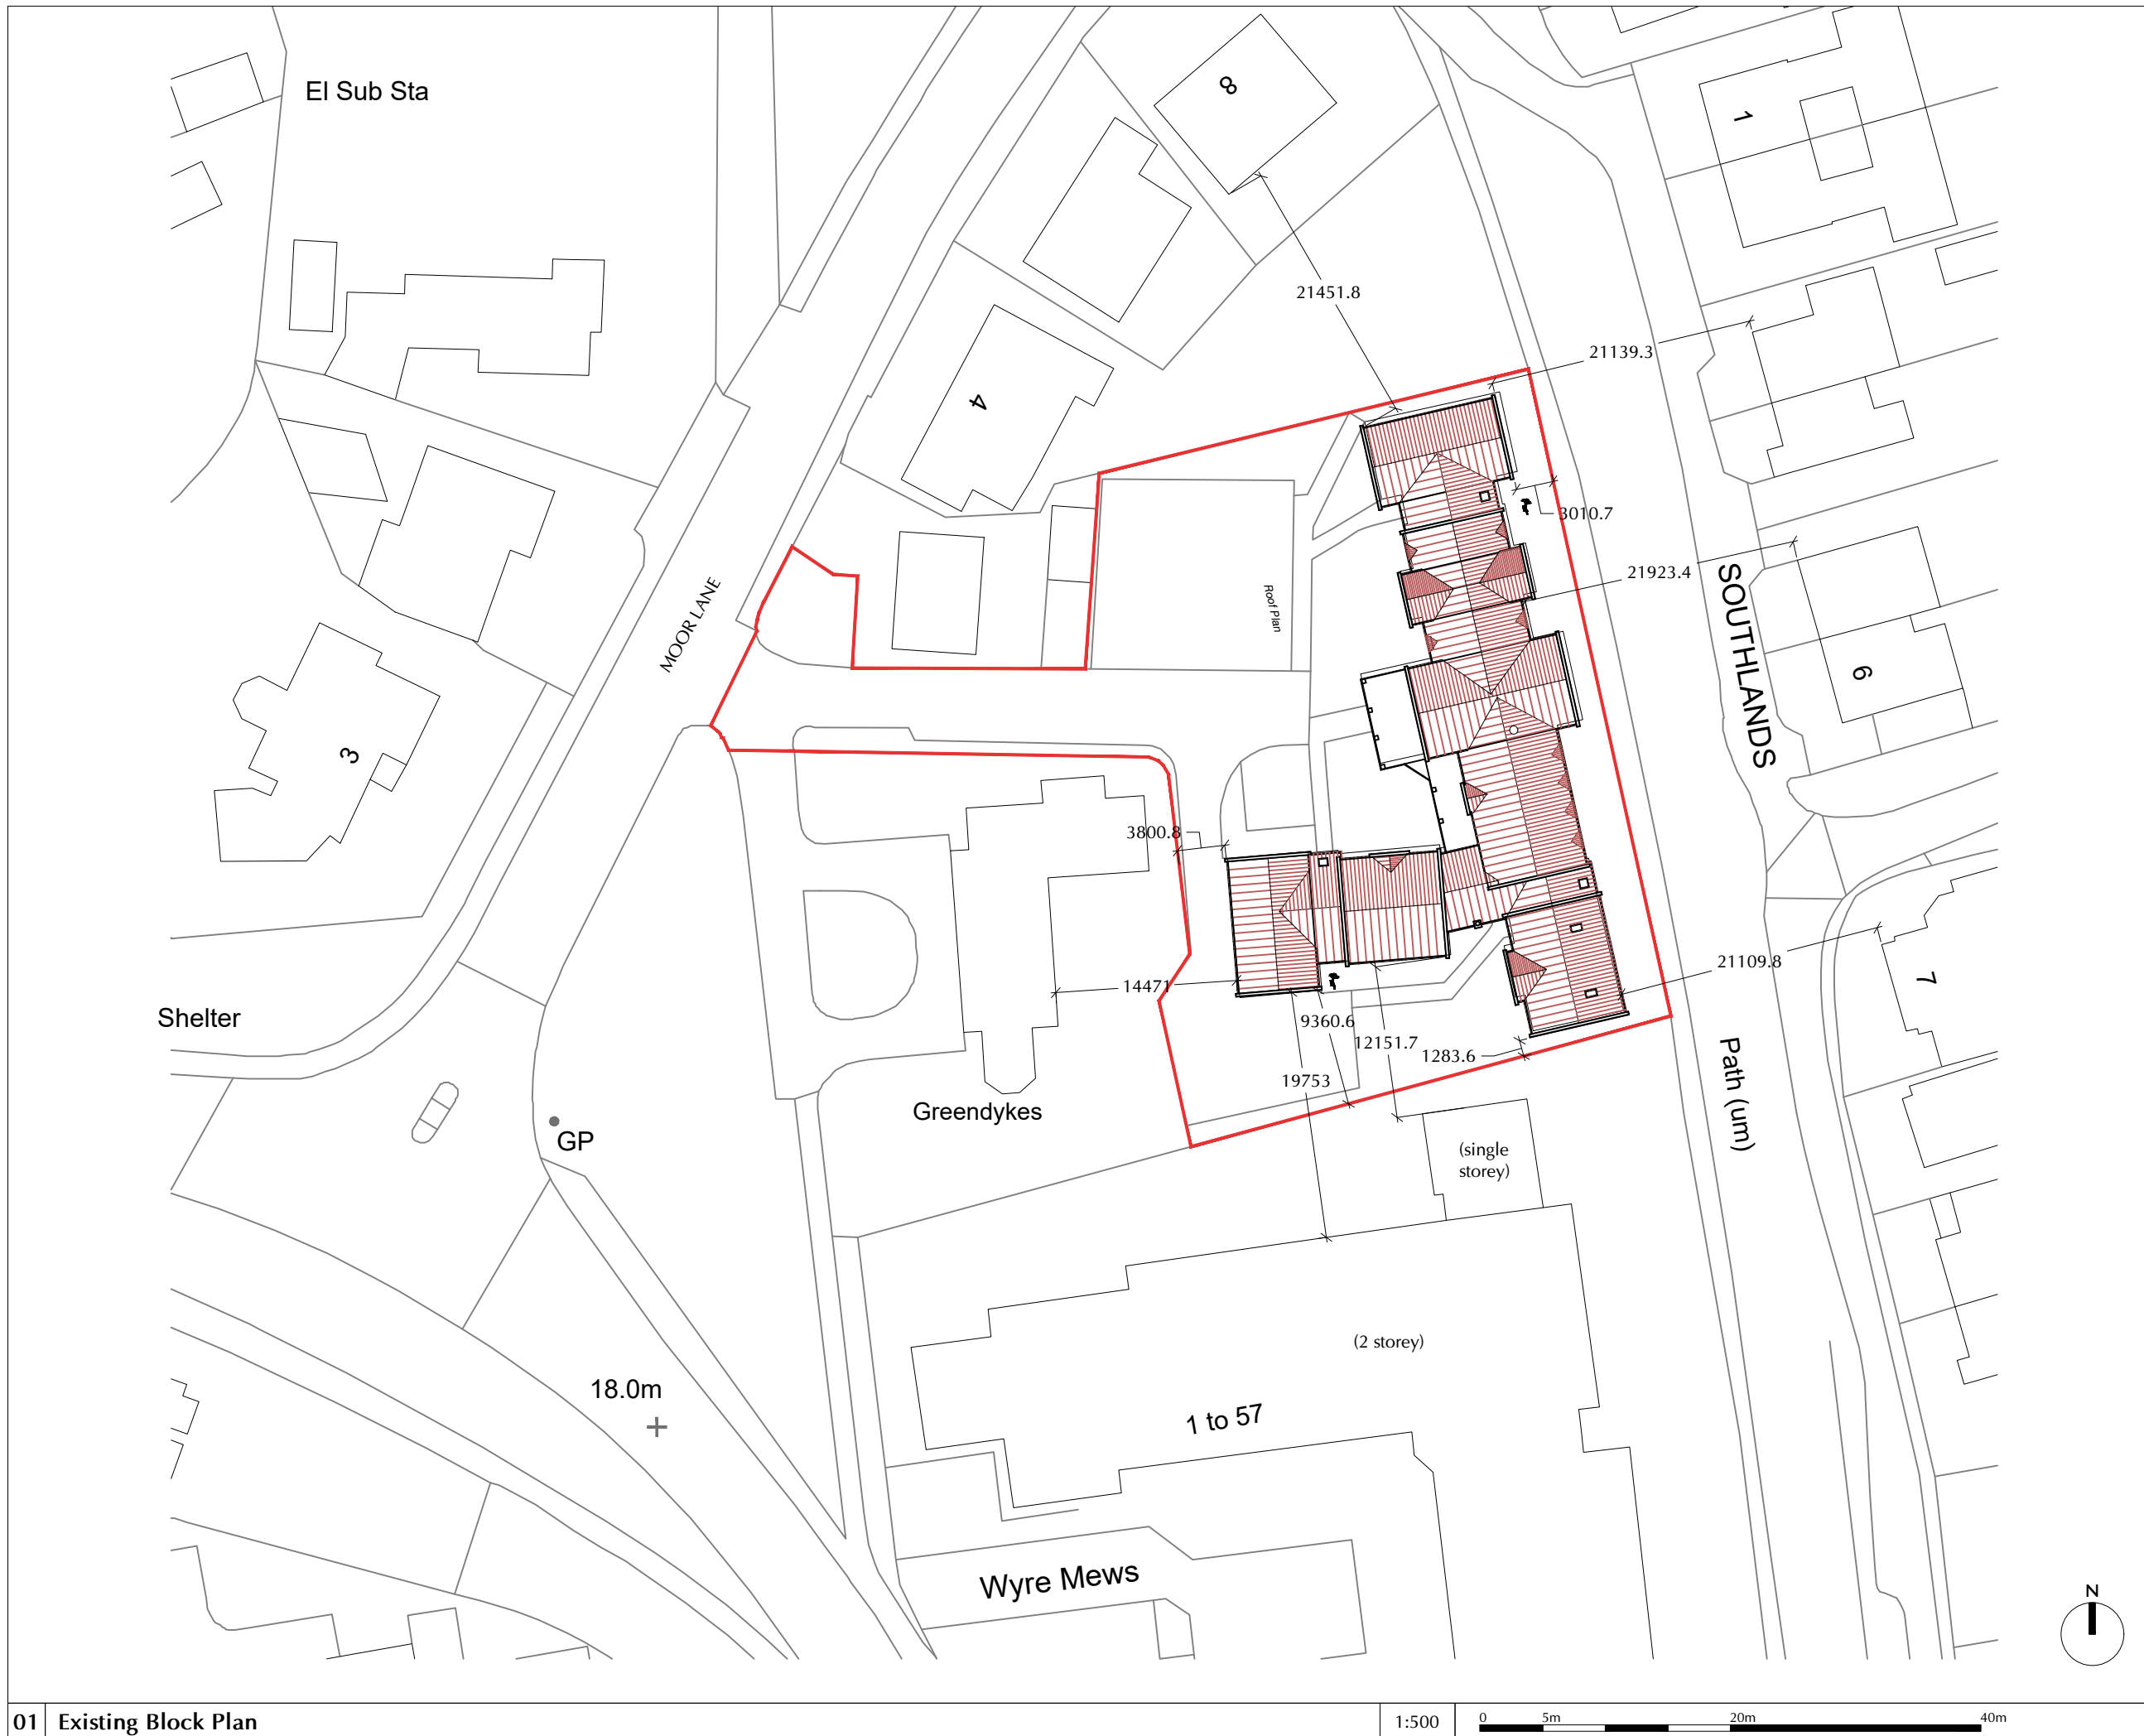 El Sub Sta
8
1
21451.8
21139.3
4
3010.7
21923.4
SOUTHLANDS
Roof Plan
MOOR LANE
6
3
3800.8
21109.8
7
14471
Shelter
9360.6
12151.7
1283.6
19753
Path (um)
Greendykes
GP
(single
storey)
(2 storey)
18.0m
1 to 57
Wyre Mews
N
01 Existing Block Plan
1:500
0 5m 20m 40m